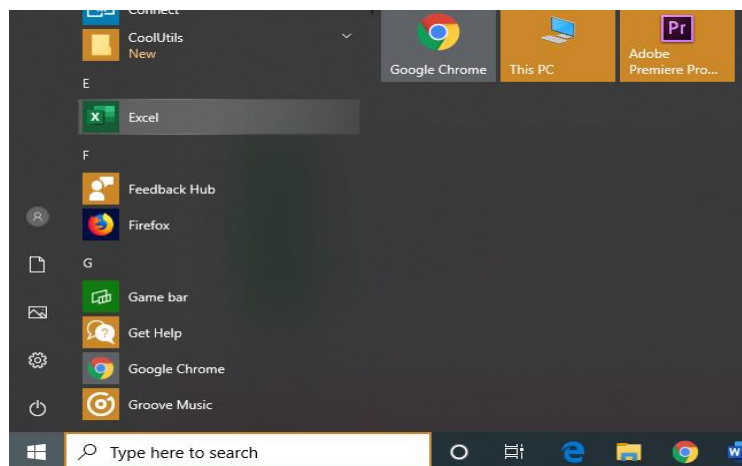 Connect
CoolUtils
New
E
Excel
F
Feedback Hub
Firefox
G
Game bar
Get Help
Google Chrome
Groove Music
Google Chrome
This PC
Pr
Adobe
Premiere Pro...
Type here to search